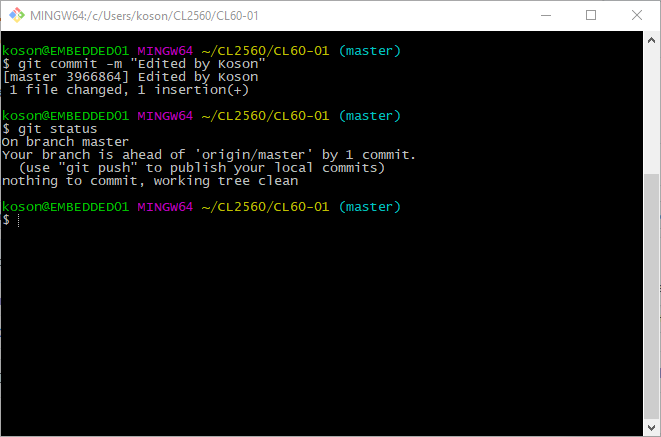 MINGW64:/c/Users/koson/CL2560/CL60-01
koson@EMBEDDED01 MINGW64 ~/CL2560/CL60-01 (master)
$ git commit -m "Edited by Koson"
[master 3966864] Edited by Koson
 1 file changed, 1 insertion(+)
koson@EMBEDDED01 MINGW64 ~/CL2560/CL60-01 (master)
$ git status
On branch master
Your branch is ahead of 'origin/master' by 1 commit.
  (use "git push" to publish your local commits)
nothing to commit, working tree clean
koson@EMBEDDED01 MINGW64 ~/CL2560/CL60-01 (master)
$